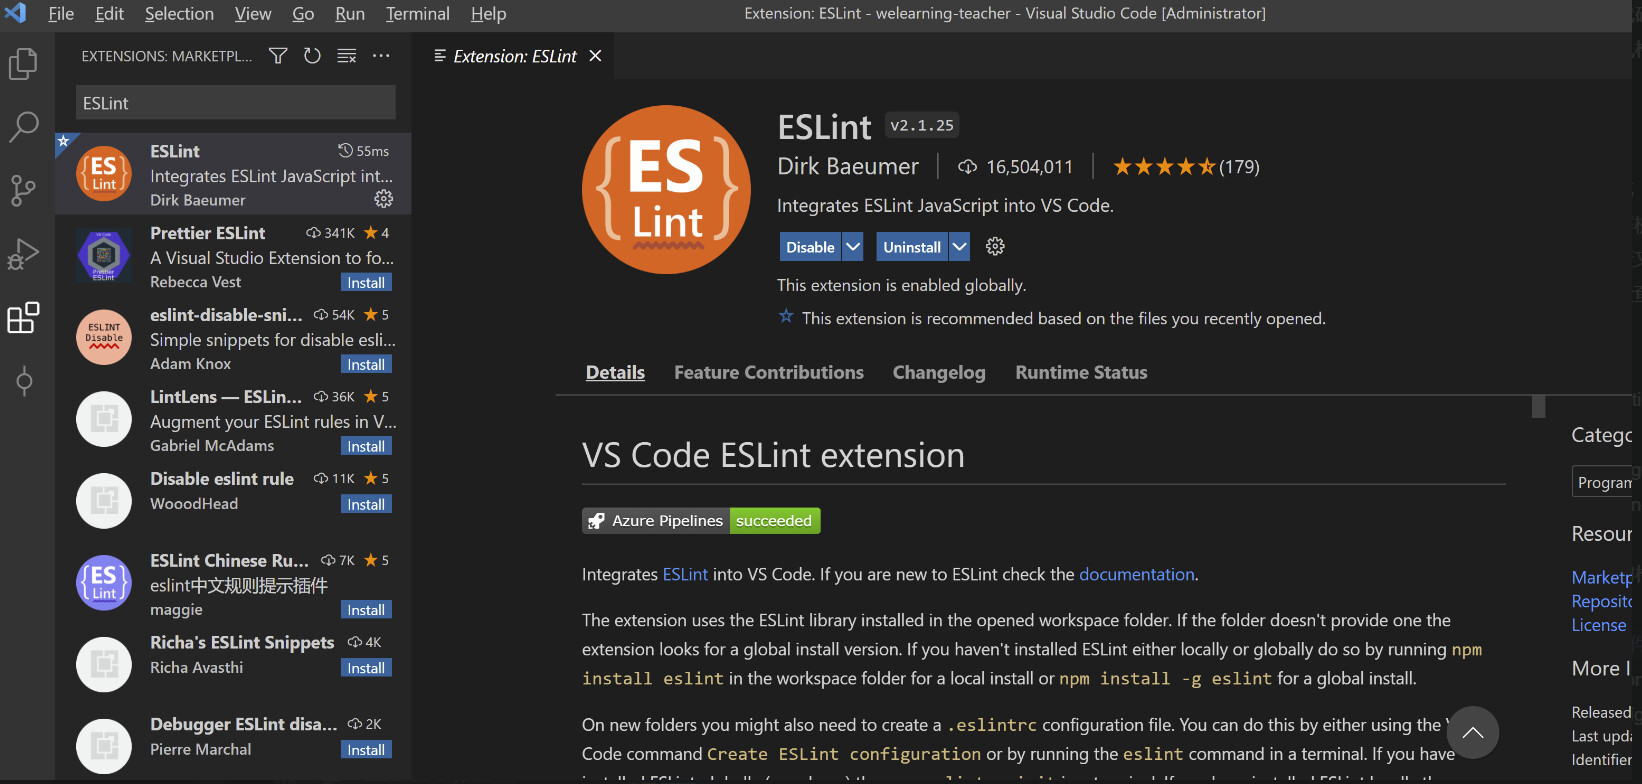 File Edit Selection View Go Run Terminal Help
Extension: ESLint - welearning-teacher - Visual Studio Code [Administrator]
EXTENSIONS: MARKETPL...
Extension: ESLint
ESLint
ESLint 55ms
Integrates ESLint JavaScript int...
Dirk Baeumer
Prettier ESLint 341K ★ 4
A Visual Studio Extension to fo...
Rebecca Vest Install
eslint-disable-sni... 54K ★ 5
Simple snippets for disable esli...
Adam Knox Install
LintLens — ESLin... 36K ★ 5
Augment your ESLint rules in V...
Gabriel McAdams Install
Disable eslint rule 11K ★ 5
WooodHead Install
ESLint Chinese Ru... 7K ★ 5
eslint中文规则提示插件
maggie Install
Richa's ESLint Snippets 4K
Richa Avasthi Install
Debugger ESLint disa... 2K
Pierre Marchal Install
ES
Lint
VS Code
Prettier
ESLint
ESLINT
Disable
ES
Lint
ES
Lint
ESLint v2.1.25
Dirk Baeumer 16,504,011 ★★★★★(179)
Integrates ESLint JavaScript into VS Code.
Disable Uninstall
This extension is enabled globally.
This extension is recommended based on the files you recently opened.
Details Feature Contributions Changelog Runtime Status
VS Code ESLint extension
Azure Pipelines succeeded
Integrates ESLint into VS Code. If you are new to ESLint check the documentation.
The extension uses the ESLint library installed in the opened workspace folder. If the folder doesn't provide one the
extension looks for a global install version. If you haven't installed ESLint either locally or globally do so by running npm
install eslint in the workspace folder for a local install or npm install -g eslint for a global install.
On new folders you might also need to create a .eslintrc configuration file. You can do this by either using the
Code command Create ESLint configuration or by running the eslint command in a terminal. If you have
Catego
Program
Resour
Marketp
Reposito
License
More I
Released
Last upda
Identifier